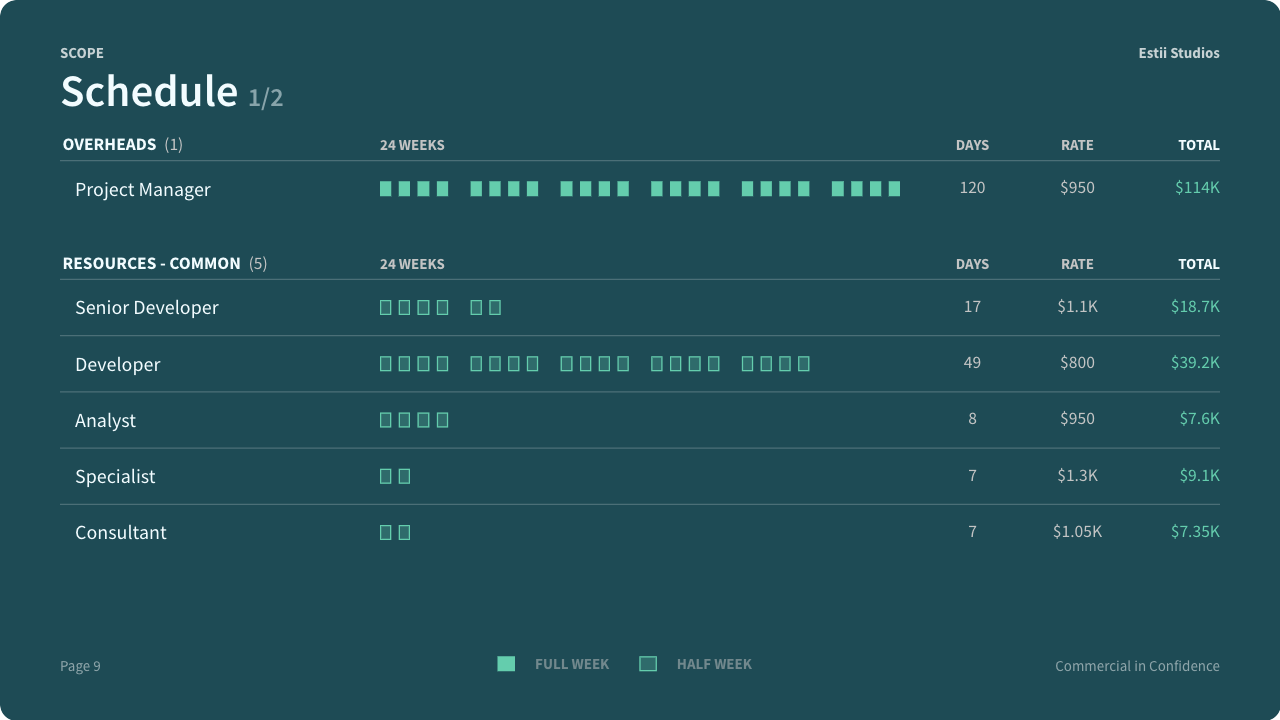 SCOPE
Estii Studios
Schedule 1/2
OVERHEADS (1) 24 WEEKS DAYS RATE TOTAL
Project Manager 120 $950 $114K
RESOURCES - COMMON (5) 24 WEEKS DAYS RATE TOTAL
Senior Developer 17 $1.1K $18.7K
Developer 49 $800 $39.2K
Analyst 8 $950 $7.6K
Specialist 7 $1.3K $9.1K
Consultant 7 $1.05K $7.35K
Page 9 FULL WEEK HALF WEEK Commercial in Confidence